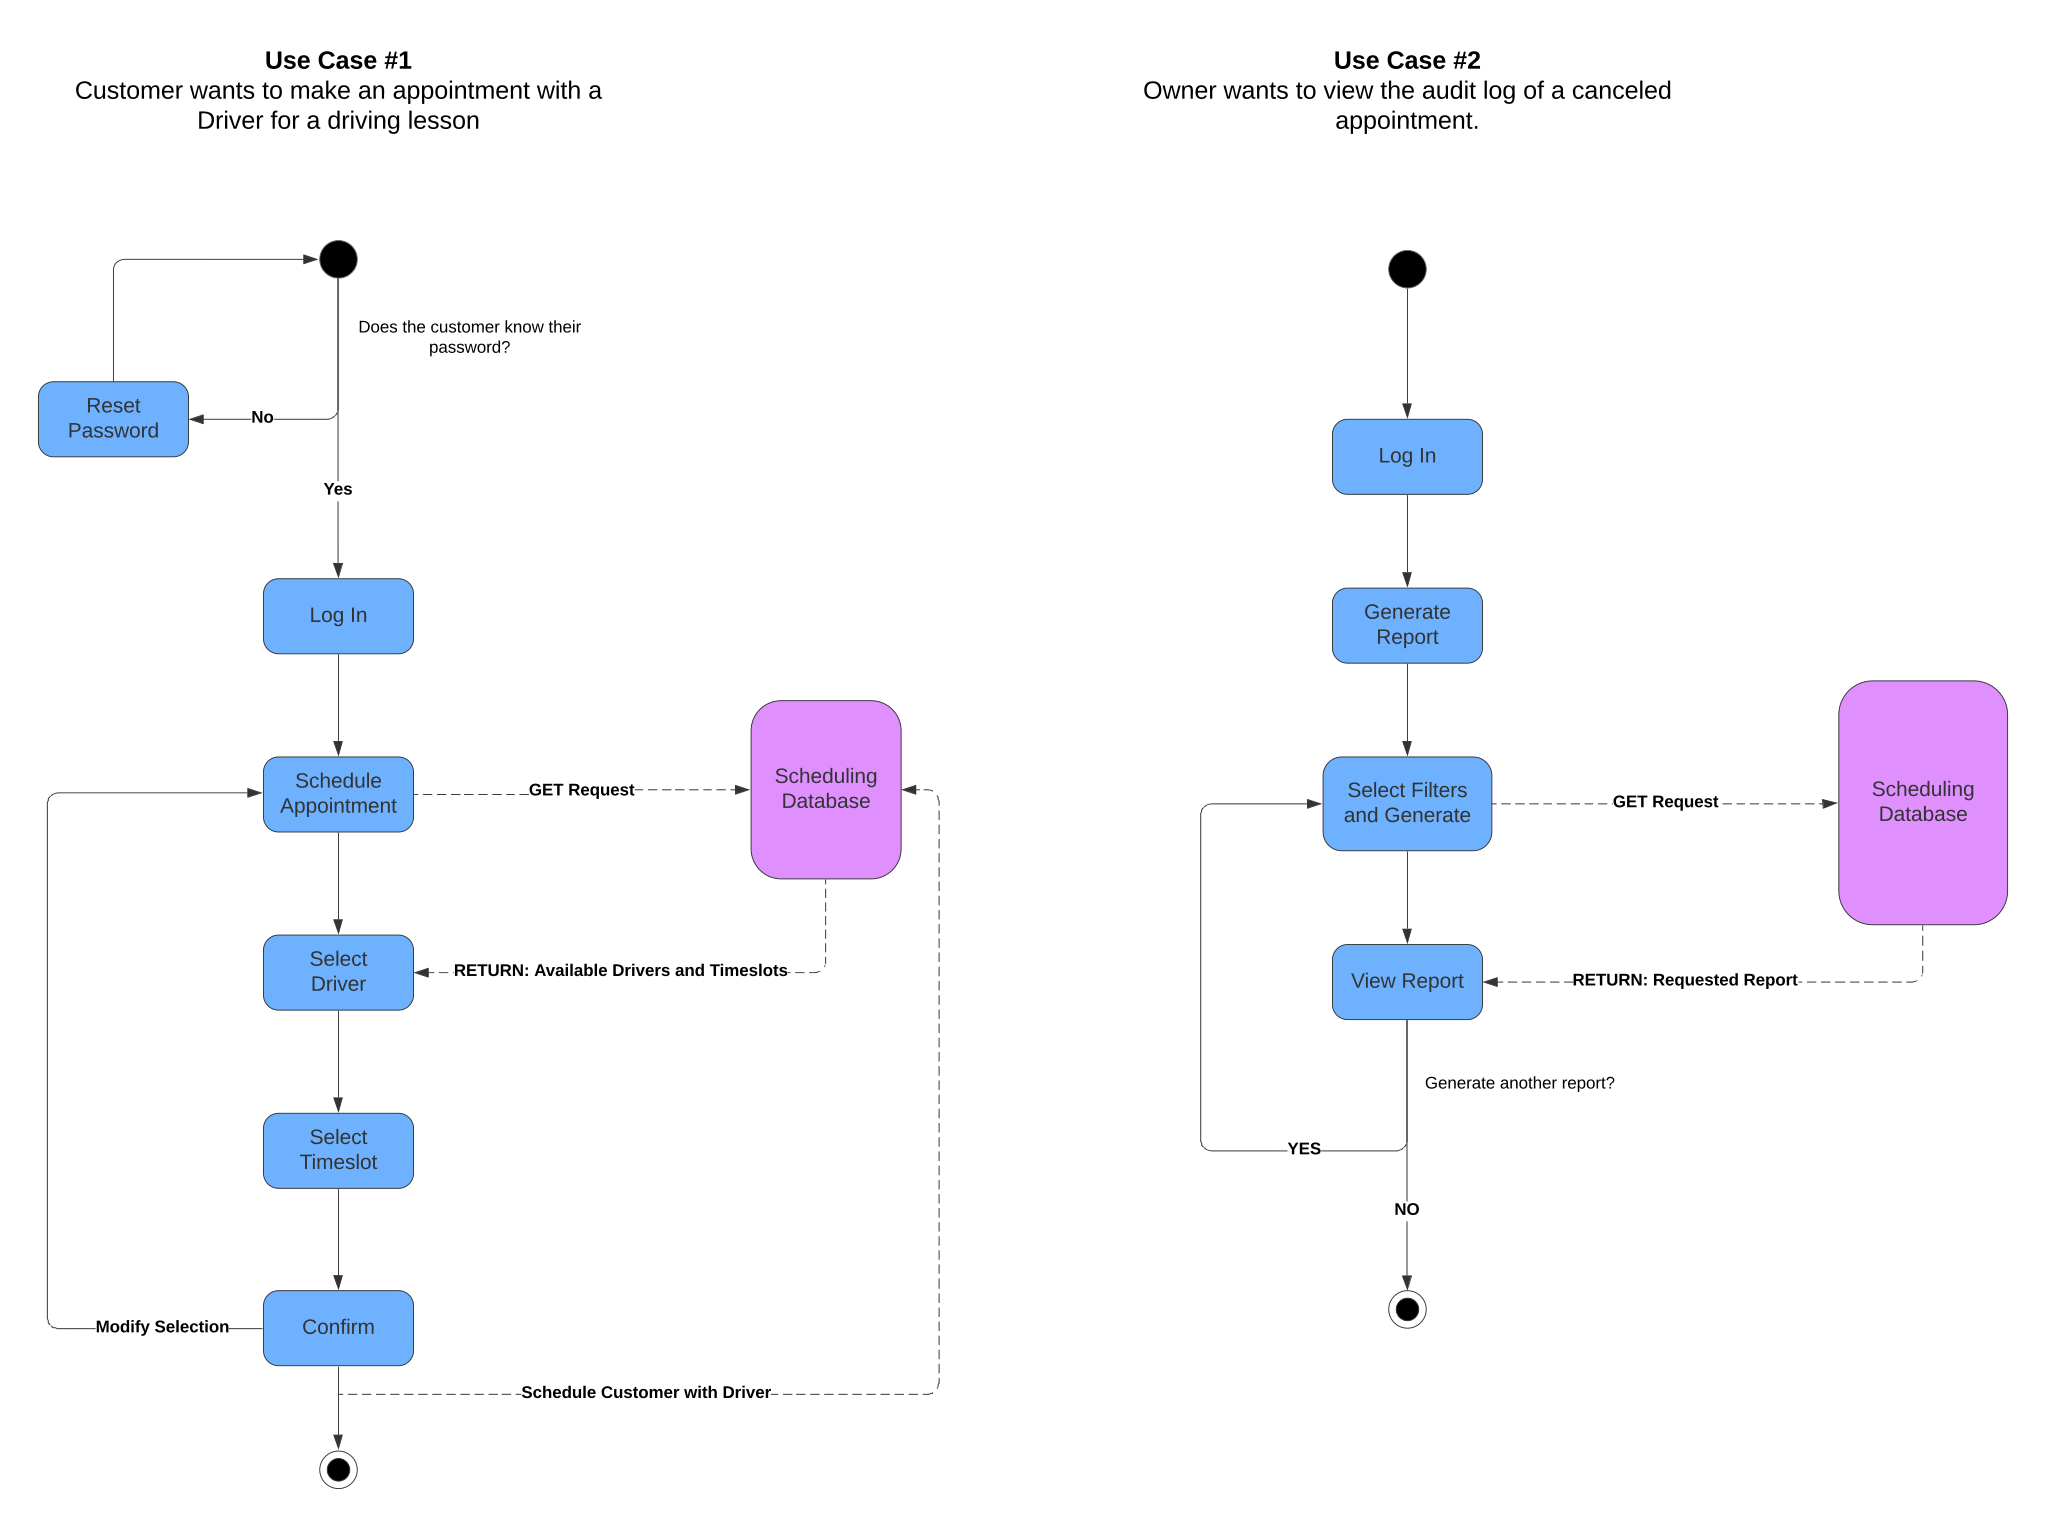 Use Case #1
Customer wants to make an appointment with a
Driver for a driving lesson
Does the customer know their
password?
Reset
Password
No
Yes
Log In
Schedule
Appointment
GET Request
Scheduling
Database
Select
Driver
RETURN: Available Drivers and Timeslots
Select
Timeslot
Modify Selection
Confirm
Schedule Customer with Driver
Use Case #2
Owner wants to view the audit log of a canceled
appointment.
Log In
Generate
Report
Select Filters
and Generate
GET Request
Scheduling
Database
View Report
RETURN: Requested Report
Generate another report?
YES
NO